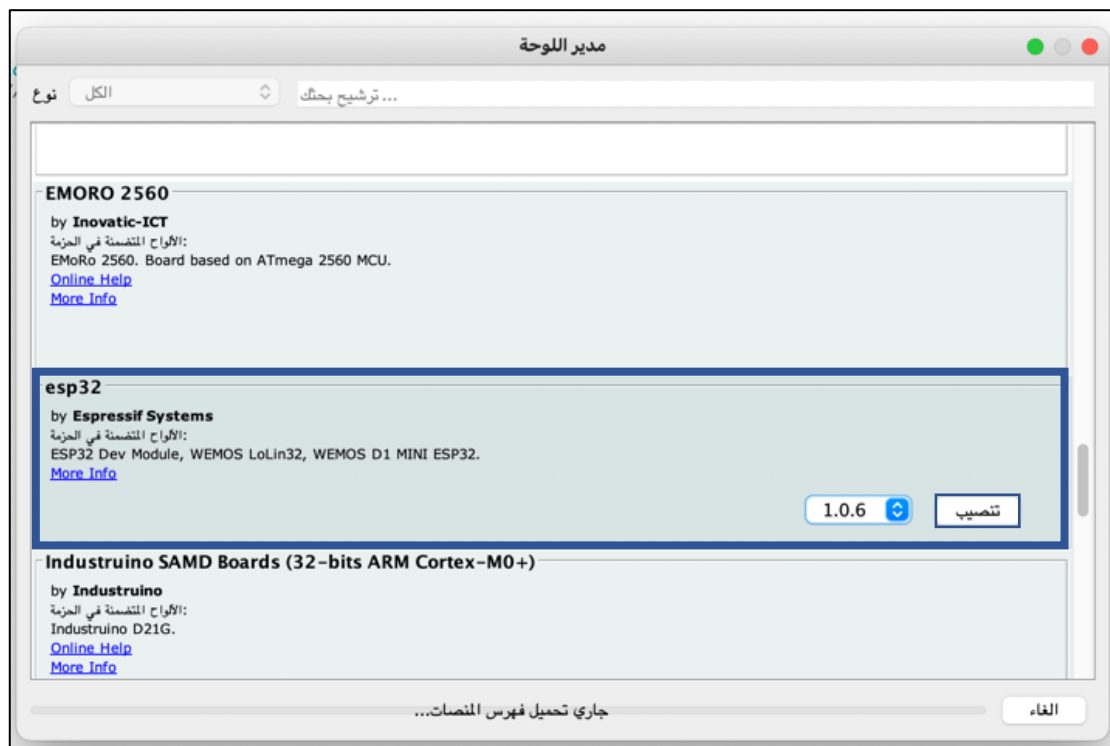 مدير اللوحة
نوع
الكل
ترشيح بحثك...
EMORO 2560
by Inovatic-ICT
الألواح المتضمنة في الحزمة:
EMoRo 2560. Board based on ATmega 2560 MCU.
Online Help
More Info
esp32
by Espressif Systems
الألواح المتضمنة في الحزمة:
ESP32 Dev Module, WEMOS LoLin32, WEMOS D1 MINI ESP32.
More Info
1.0.6
تنصيب
Industruino SAMD Boards (32-bits ARM Cortex-M0+)
by Industruino
الألواح المتضمنة في الحزمة:
Industruino D21G.
Online Help
More Info
جاري تحميل فهرس المنصات...
الغاء